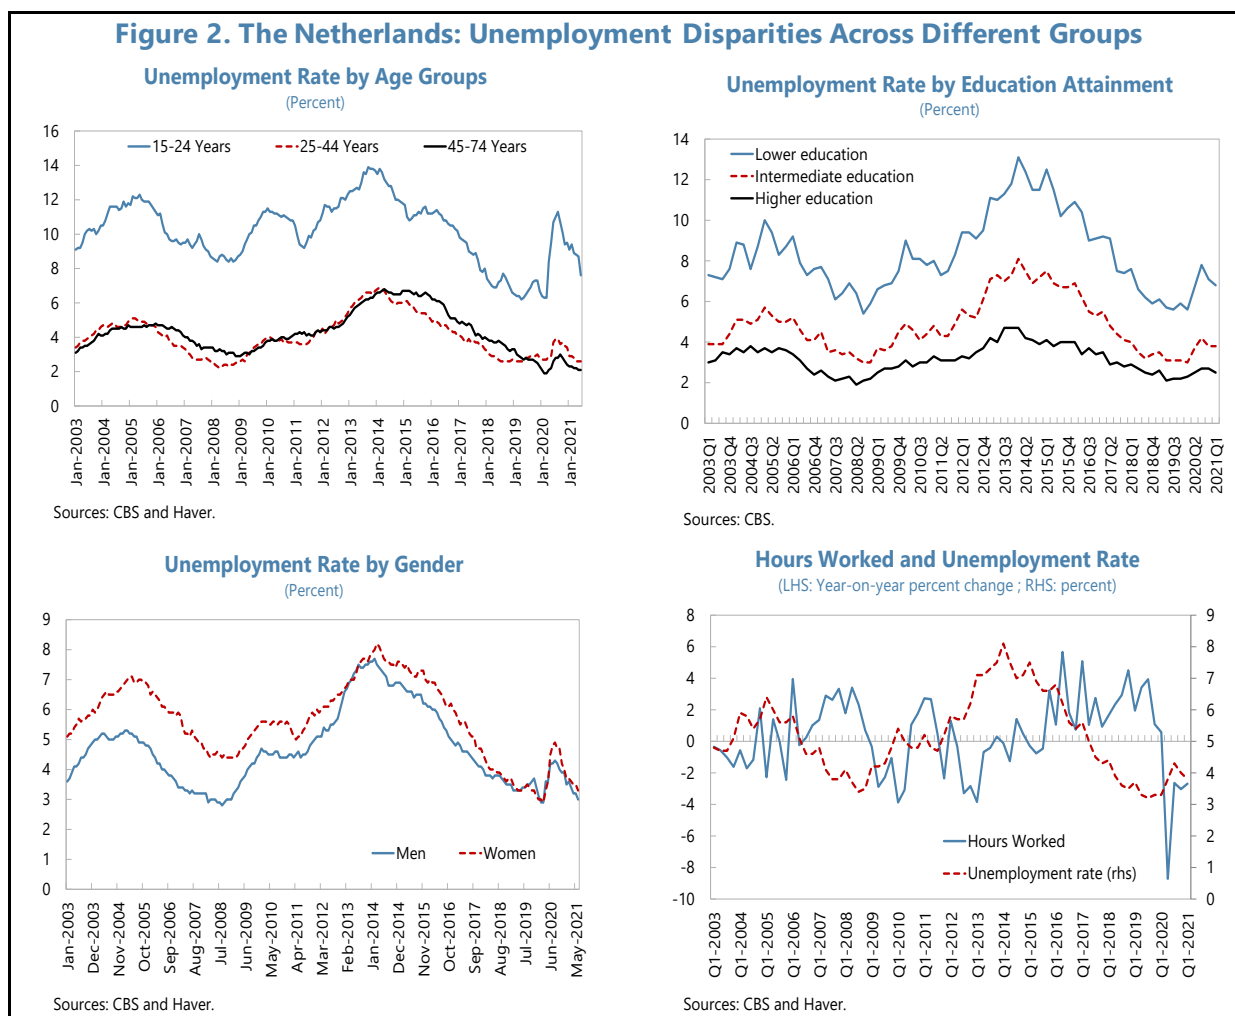 Figure 2. The Netherlands: Unemployment Disparities Across Different Groups
Unemployment Rate by Age Groups
(Percent)
16
14
12
10
8
6
4
2
0
15-24 Years
25-44 Years
45-74 Years
Jan-2003
Jan-2004
Jan-2005
Jan-2006
Jan-2007
Jan-2008
Jan-2009
Jan-2010
Jan-2011
Jan-2012
Jan-2013
Jan-2014
Jan-2015
Jan-2016
Jan-2017
Jan-2018
Jan-2019
Jan-2020
Jan-2021
Sources: CBS and Haver.
Unemployment Rate by Education Attainment
(Percent)
14
12
10
8
6
4
2
0
Lower education
Intermediate education
Higher education
2003Q1
2003Q4
2004Q3
2005Q2
2006Q1
2006Q4
2007Q3
2008Q2
2009Q1
2009Q4
2010Q3
2011Q2
2012Q1
2012Q4
2013Q3
2014Q2
2015Q1
2015Q4
2016Q3
2017Q2
2018Q1
2018Q4
2019Q3
2020Q2
2021Q1
Sources: CBS.
Unemployment Rate by Gender
(Percent)
9
8
7
6
5
4
3
2
1
0
Men
Women
Jan-2003
Dec-2003
Nov-2004
Oct-2005
Sep-2006
Aug-2007
Jul-2008
Jun-2009
May-2010
Apr-2011
Mar-2012
Feb-2013
Jan-2014
Dec-2014
Nov-2015
Oct-2016
Sep-2017
Aug-2018
Jul-2019
Jun-2020
May-2021
Sources: CBS and Haver.
Hours Worked and Unemployment Rate
(LHS: Year-on-year percent change ; RHS: percent)
8
6
4
2
0
-2
-4
-6
-8
-10
9
8
7
6
5
4
3
2
1
0
Hours Worked
Unemployment rate (rhs)
Q1-2003
Q1-2004
Q1-2005
Q1-2006
Q1-2007
Q1-2008
Q1-2009
Q1-2010
Q1-2011
Q1-2012
Q1-2013
Q1-2014
Q1-2015
Q1-2016
Q1-2017
Q1-2018
Q1-2019
Q1-2020
Q1-2021
Sources: CBS and Haver.